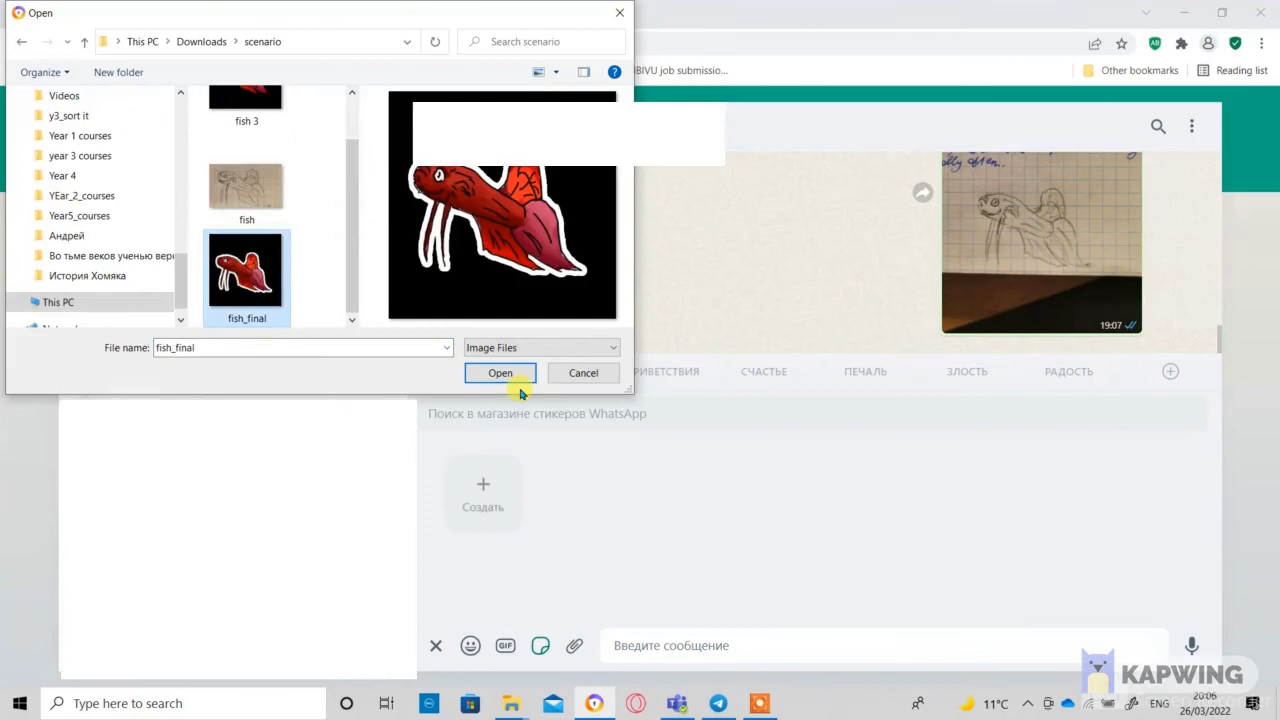 Open
This PC
Downloads
scenario
Search scenario
IBIVU job submissio...
Other bookmarks
Reading list
Organize
New folder
?
Videos
y3_sort it
Year 1 courses
year 3 courses
Year 4
YEar_2_courses
Year5_courses
Андрей
Во тьме веков ученью вер
История Хомяка
This PC
fish 3
fish
fish_final
File name:
fish_final
Image Files
Open
Cancel
19:07
РИВЕТСТВИЯ
СЧАСТЬЕ
ПЕЧАЛЬ
ЗЛОСТЬ
РАДОСТЬ
Поиск в магазине стикеров WhatsApp
Создать
GIF
Введите сообщение
KAPWING
Type here to search
11°C
ENG
20:06
26/03/2022